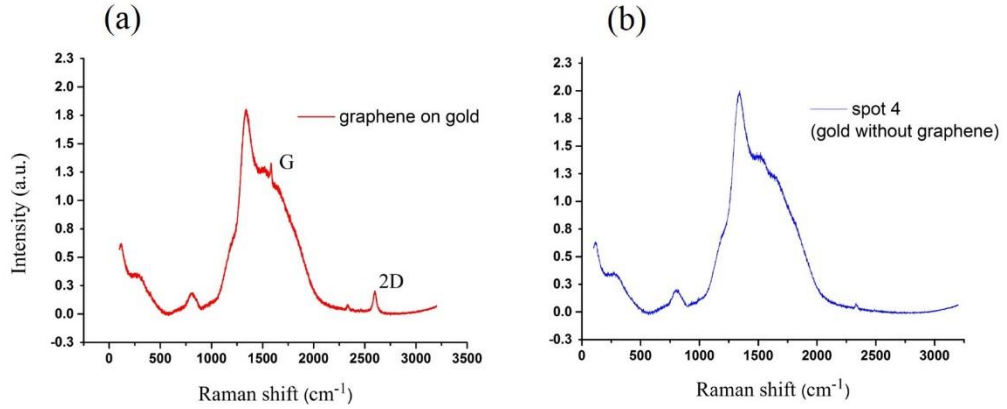 (a)
2.3
2.0
1.8
1.5
1.3
1.0
0.8
0.5
0.3
0.0
-0.3
Intensity (a.u.)
graphene on gold
G
2D
0 500 1000 1500 2000 2500 3000 3500
Raman shift (cm⁻¹)
(b)
2.3
2.0
1.8
1.5
1.3
1.0
0.8
0.5
0.3
0.0
-0.3
spot 4
(gold without graphene)
0 500 1000 1500 2000 2500 3000
Raman shift (cm⁻¹)